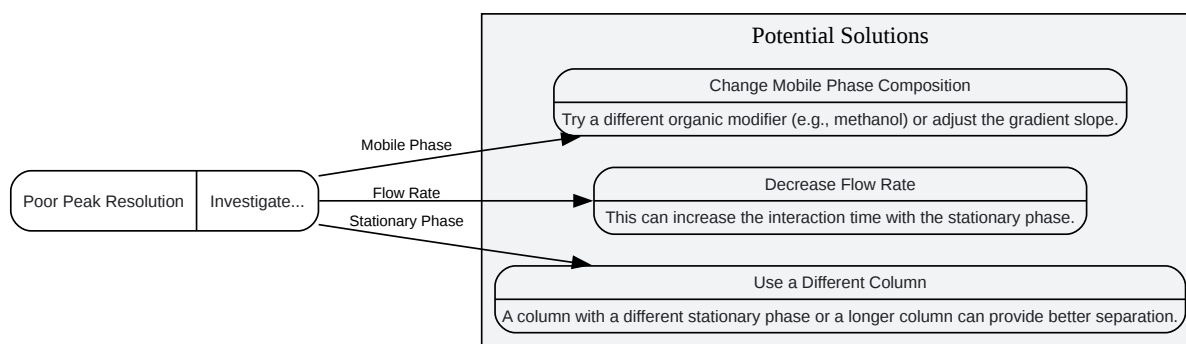 Potential Solutions
Change Mobile Phase Composition
Try a different organic modifier (e.g., methanol) or adjust the gradient slope.
Mobile Phase
Poor Peak Resolution
Investigate...
Flow Rate
Decrease Flow Rate
This can increase the interaction time with the stationary phase.
Stationary Phase
Use a Different Column
A column with a different stationary phase or a longer column can provide better separation.